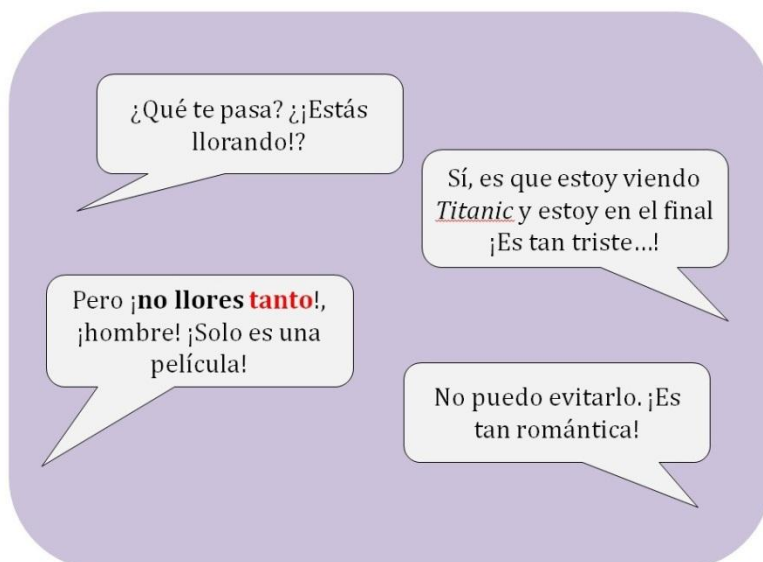 ¿Qué te pasa? ¿¡Estás
llorando!?
Sí, es que estoy viendo
Titanic y estoy en el final
¡Es tan triste...!
Pero ¡no llores tanto!,
¡hombre! ¡Solo es una
película!
No puedo evitarlo. ¡Es
tan romántica!